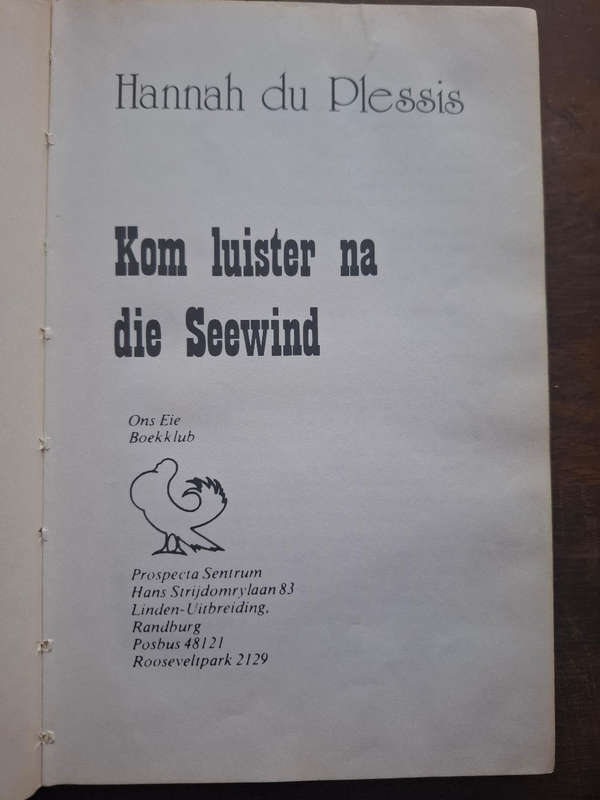 Hannah du Plessis
Kom luister na
die Seewind
Ons Eie
Boekklub
Prospecta Sentrum
Hans Strijdomrylaan 83
Linden-Uitbreiding,
Randburg
Posbus 48121
Rooseveltpark 2129